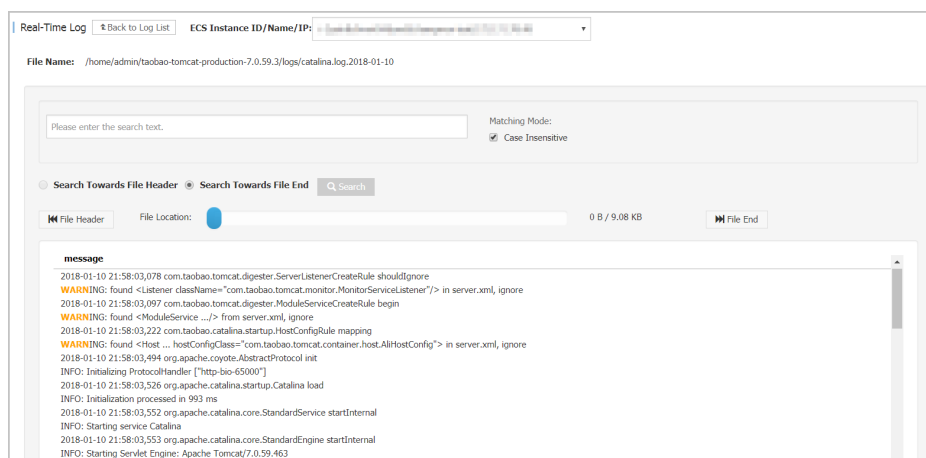 Real-Time Log Back to Log List ECS Instance ID/Name/IP:
File Name: /home/admin/taobao-tomcat-production-7.0.59.3/logs/catalina.log.2018-01-10
Please enter the search text.
Matching Mode:
Case Insensitive
Search Towards File Header Search Towards File End Search
File Header File Location: 0 B / 9.08 KB File End
message
2018-01-10 21:58:03,078 com.taobao.tomcat.digester.ServerListenerCreateRule shouldIgnore
WARNING: found <Listener className="com.taobao.tomcat.monitor.MonitorServiceListener"/> in server.xml, ignore
2018-01-10 21:58:03,097 com.taobao.tomcat.digester.ModuleServiceCreateRule begin
WARNING: found <ModuleService .../> from server.xml, ignore
2018-01-10 21:58:03,222 com.taobao.catalina.startup.HostConfigRule mapping
WARNING: found <Host ... hostConfigClass="com.taobao.tomcat.container.host.AliHostConfig"> in server.xml, ignore
2018-01-10 21:58:03,494 org.apache.coyote.AbstractProtocol init
INFO: Initializing ProtocolHandler ["http-bio-65000"]
2018-01-10 21:58:03,526 org.apache.catalina.startup.Catalina load
INFO: Initialization processed in 993 ms
2018-01-10 21:58:03,552 org.apache.catalina.core.StandardService startInternal
INFO: Starting service Catalina
2018-01-10 21:58:03,553 org.apache.catalina.core.StandardEngine startInternal
INFO: Starting Servlet Engine: Apache Tomcat/7.0.59.463